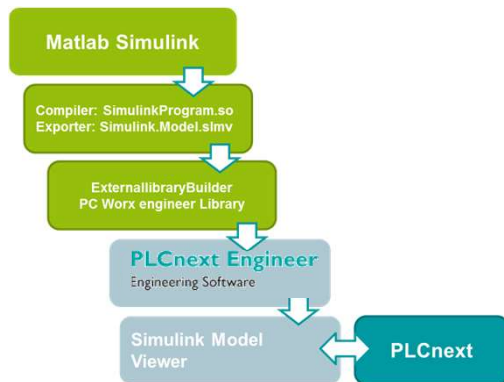 Matlab Simulink
Compiler: SimulinkProgram.so
Exporter: Simulink.Model.slmv
ExternallibraryBuilder
PC Worx engineer Library
PLCnext Engineer
Engineering Software
Simulink Model
Viewer
PLCnext